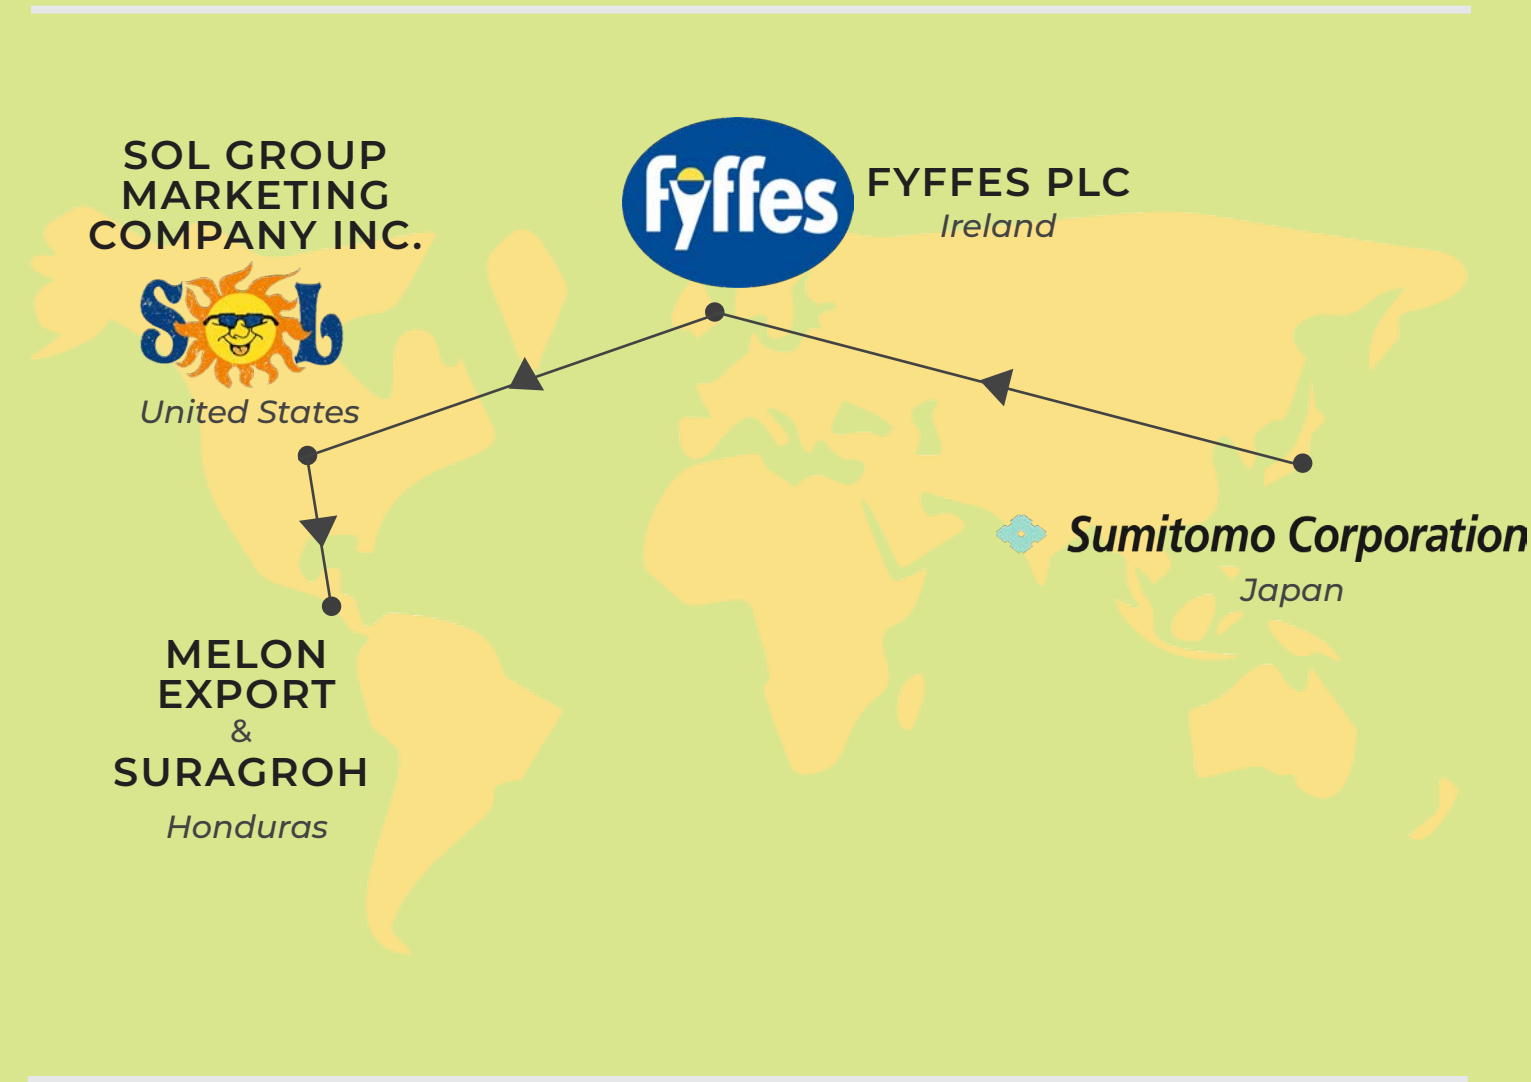 SOL GROUP
MARKETING
COMPANY INC.
SOL
United States
fyffes
FYFFES PLC
Ireland
Sumitomo Corporation
Japan
MELON
EXPORT
&
SURAGROH
Honduras